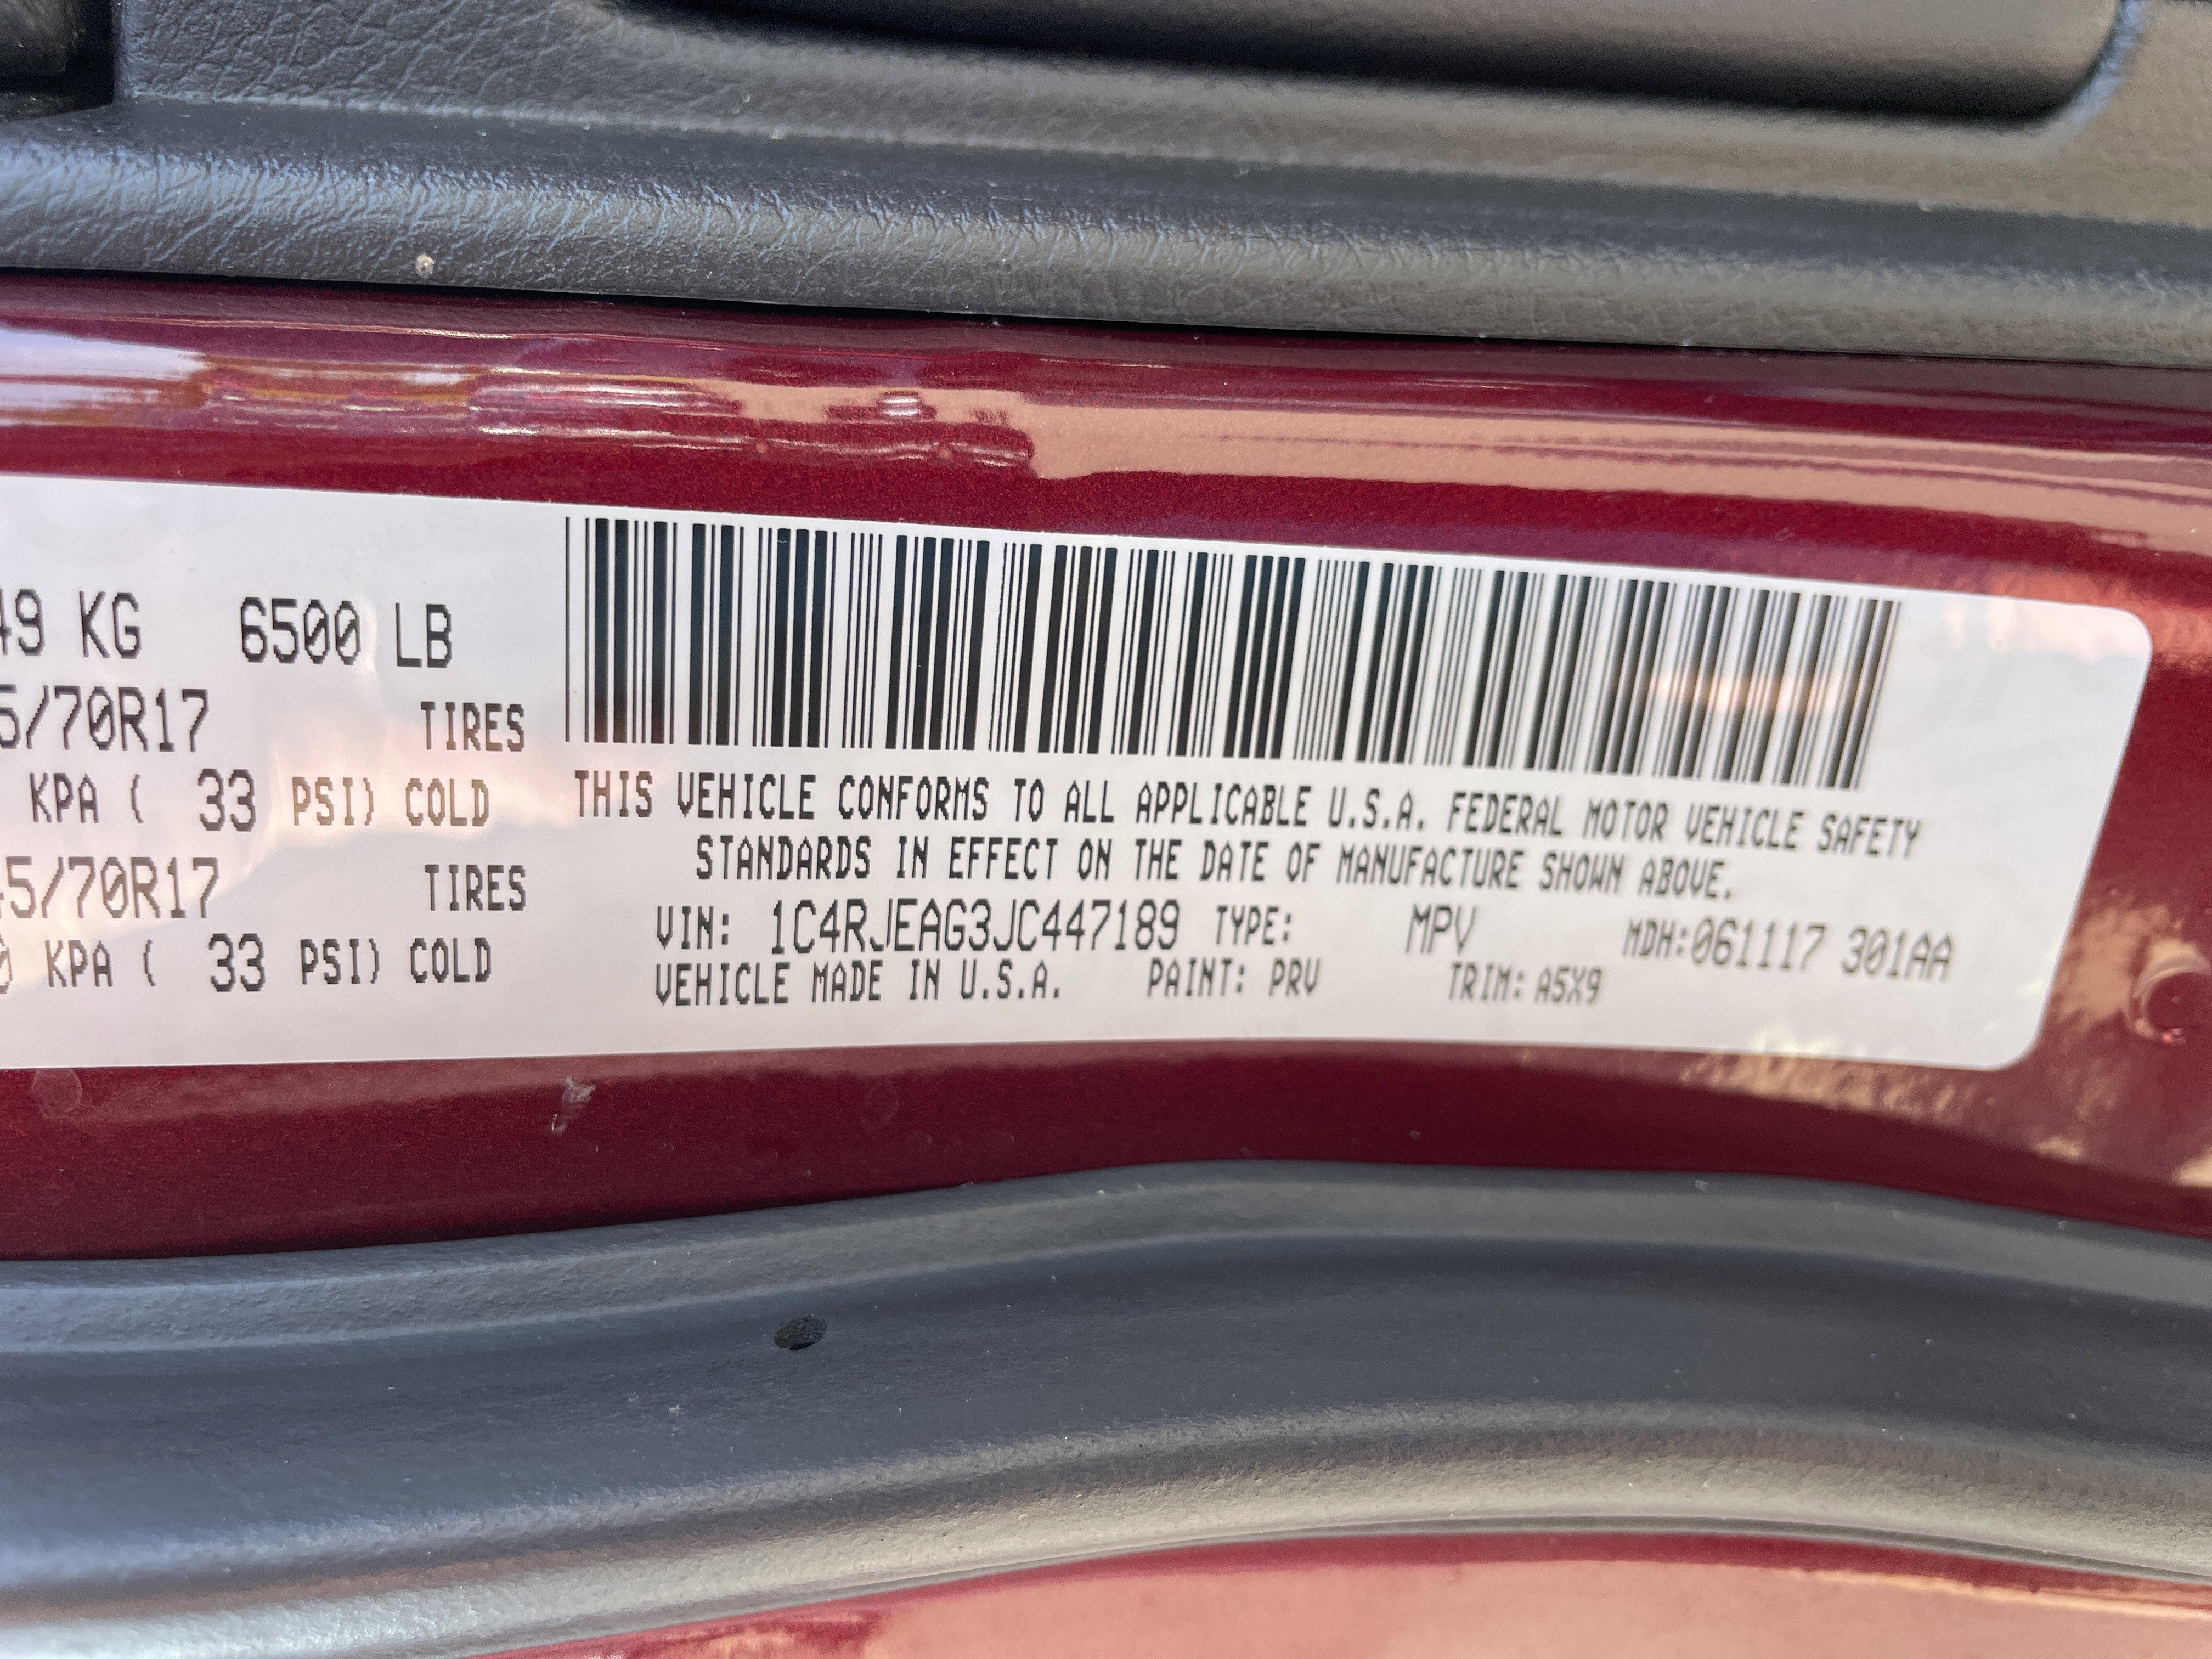 49 KG 6500 LB
5/70R17 TIRES
KPA ( 33 PSI) COLD
45/70R17 TIRES
0 KPA ( 33 PSI) COLD
THIS VEHICLE CONFORMS TO ALL APPLICABLE U.S.A. FEDERAL MOTOR VEHICLE SAFETY
STANDARDS IN EFFECT ON THE DATE OF MANUFACTURE SHOWN ABOVE.
VIN: 1C4RJEAG3JC447189 TYPE: MPV MDH:061117 301AA
VEHICLE MADE IN U.S.A. PAINT: PRV TRIM: A5X9